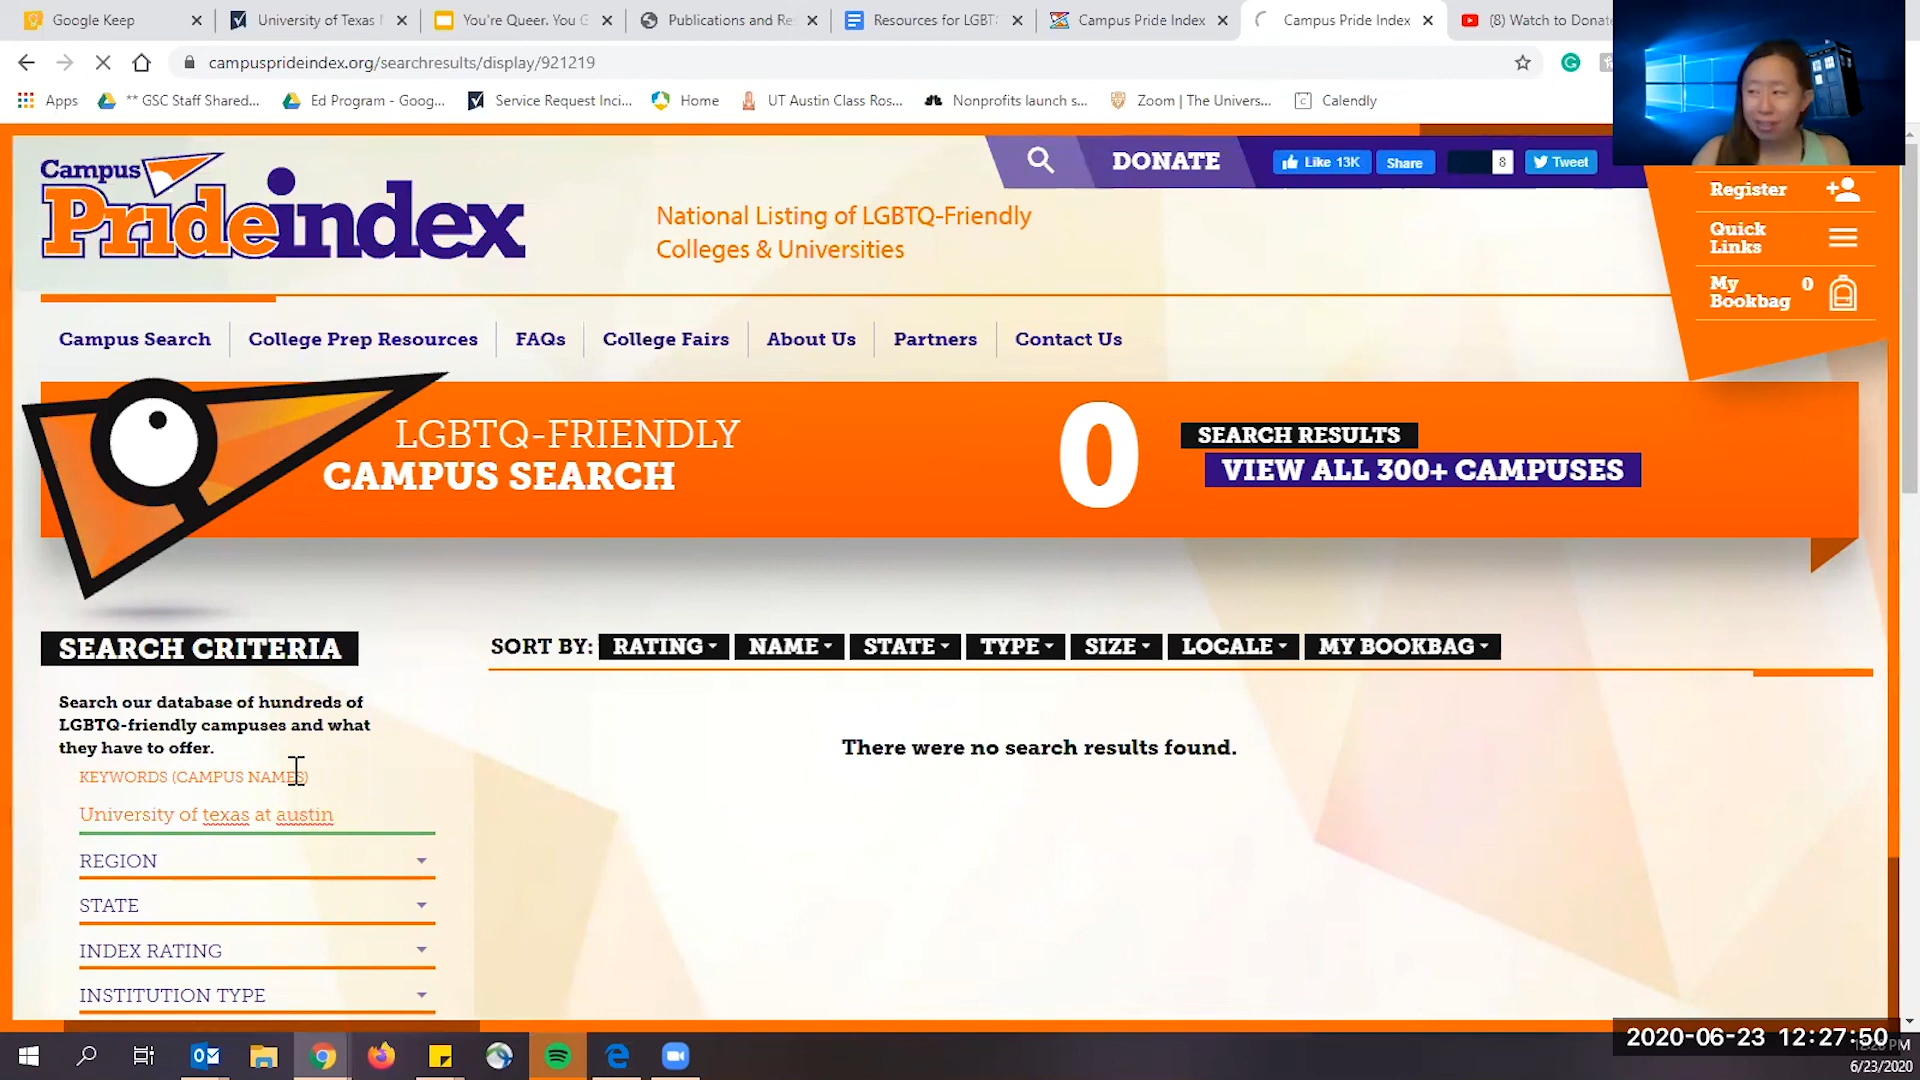 Google Keep
University of Texas
You're Queer. You G
Publications and Re
Resources for LGBT
Campus Pride Index
Campus Pride Index
(8) Watch to Donate
campusprideindex.org/searchresults/display/921219
Apps
** GSC Staff Shared...
Ed Program - Goog...
Service Request Inci...
Home
UT Austin Class Ros...
Nonprofits launch s...
Zoom | The Univers...
Calendly
Campus
Prideindex
National Listing of LGBTQ-Friendly
Colleges & Universities
DONATE
Like 13K
Share
8
Tweet
Register
Quick
Links
My
Bookbag
0
Campus Search
College Prep Resources
FAQs
College Fairs
About Us
Partners
Contact Us
LGBTQ-FRIENDLY
CAMPUS SEARCH
0
SEARCH RESULTS
VIEW ALL 300+ CAMPUSES
SEARCH CRITERIA
SORT BY: RATING NAME STATE TYPE SIZE LOCALE MY BOOKBAG
Search our database of hundreds of
LGBTQ-friendly campuses and what
they have to offer.
There were no search results found.
KEYWORDS (CAMPUS NAMES)
University of texas at austin
REGION
STATE
INDEX RATING
INSTITUTION TYPE
2020-06-23 12:27:50
6/23/2020